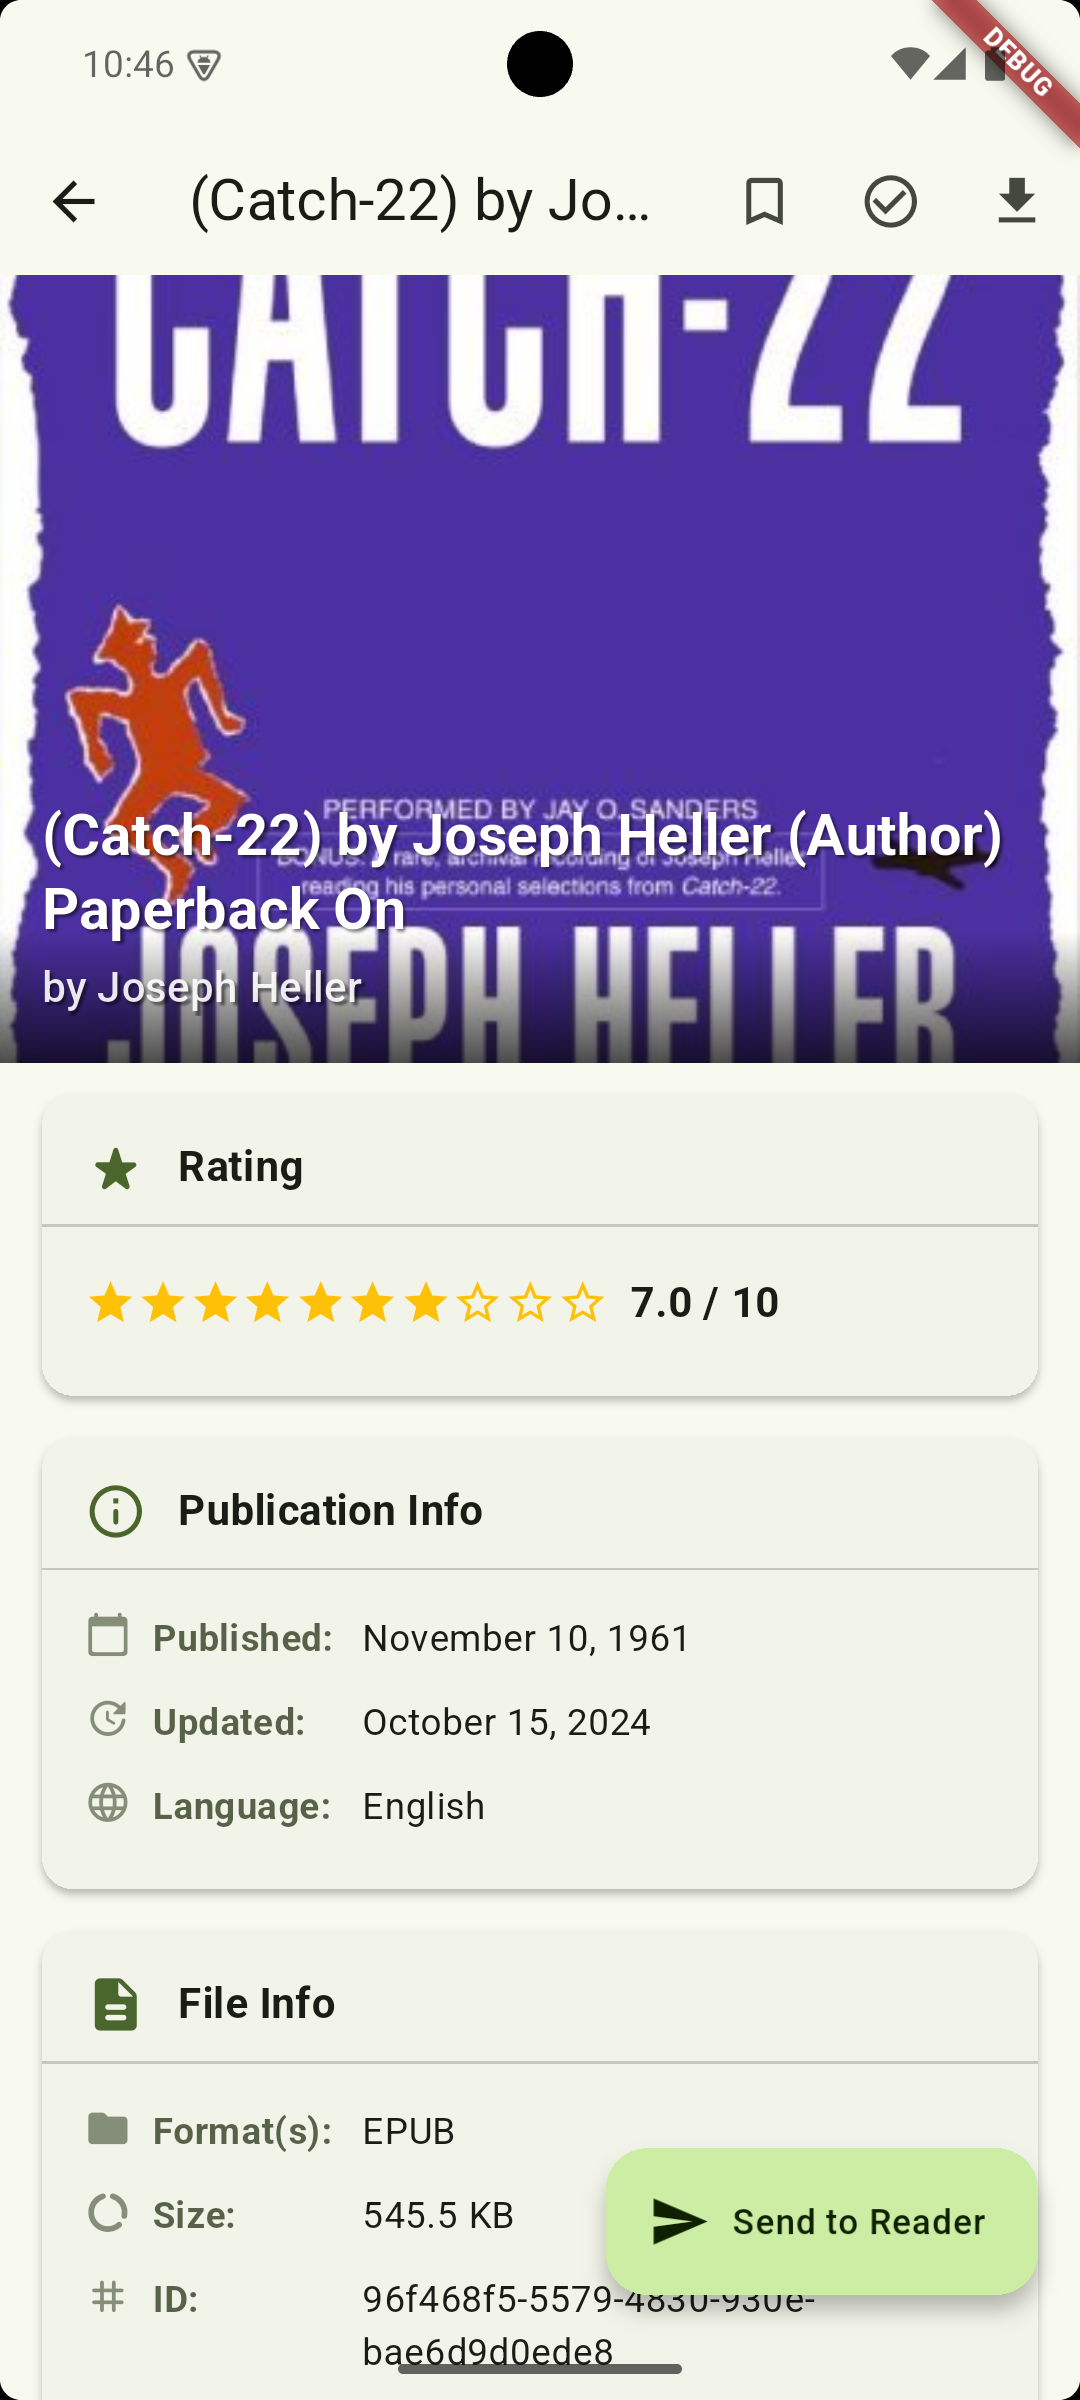 10:46
DEBUG
(Catch-22) by Jo...
CATCH-22
PERFORMED BY JAY O. SANDERS
BONUS: A rare, archival recording of Joseph Heller
reading his personal selections from Catch-22.
(Catch-22) by Joseph Heller (Author)
Paperback On
JOSEPH HELLER
by Joseph Heller
Rating
7.0 / 10
Publication Info
Published: November 10, 1961
Updated: October 15, 2024
Language: English
File Info
Format(s): EPUB
Size: 545.5 KB
Send to Reader
ID: 96f468f5-5579-4830-930e-
bae6d9d0ede8